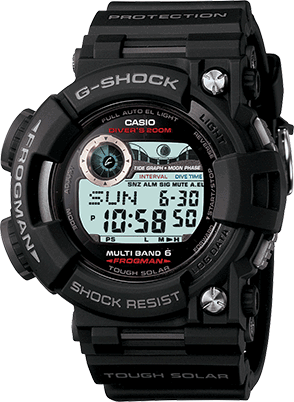 PROTECTION
G-SHOCK
FULL AUTO EL LIGHT
CASIO
DIVER'S 200M
LIGHT
TIDE GRAPH • MOON PHASE
INTERVAL DIVE TIME
SNZ ALM SIG MUTE A.EL
SUN 6-30
P 10:58 50
PS L M H
MULTI BAND 6
FROGMAN
TOUGH SOLAR
SHOCK RESIST
FROGMAN
TOUGH SOLAR